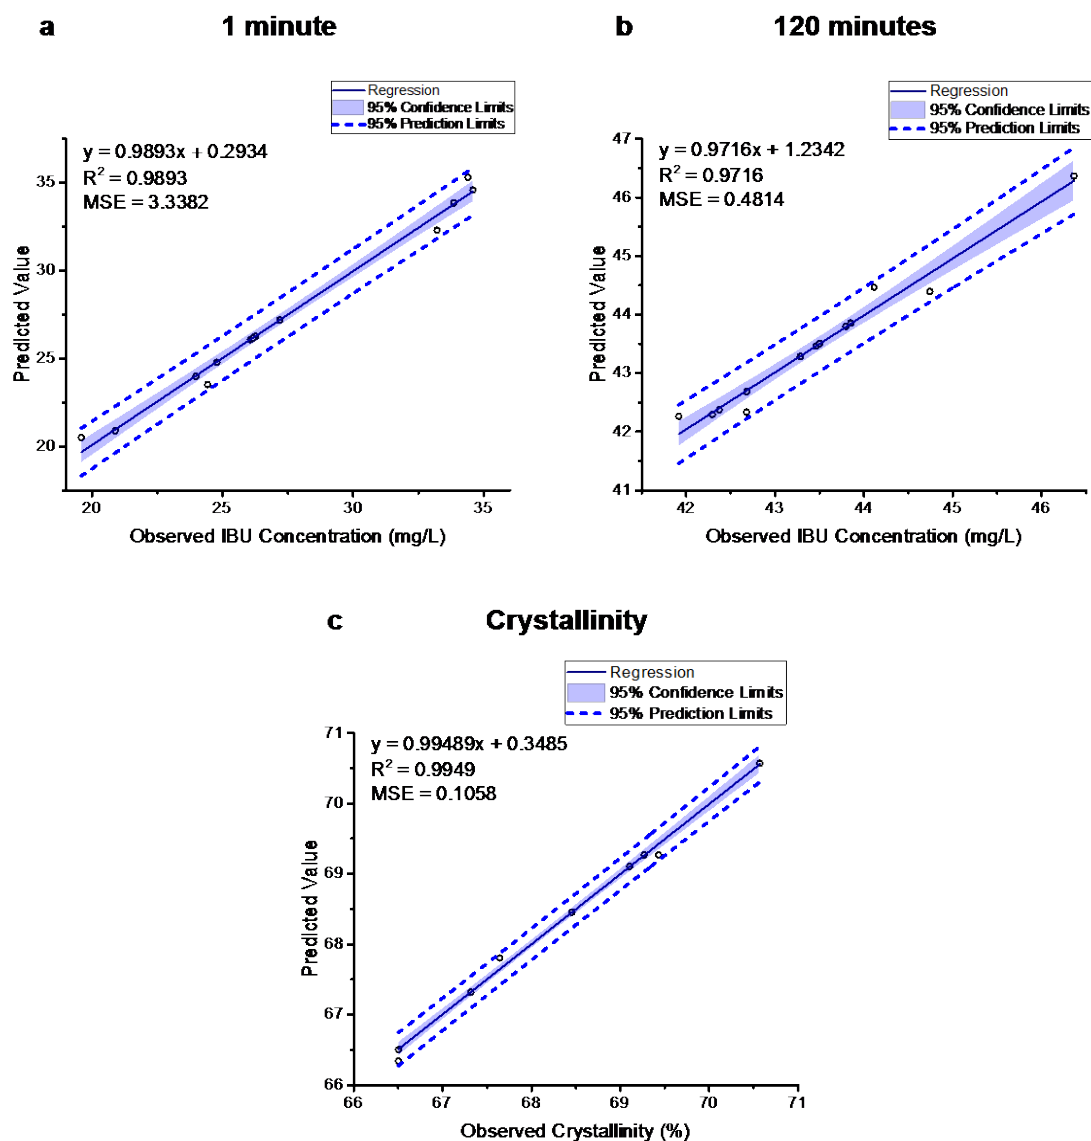 a 1 minute
Regression
95% Confidence Limits
95% Prediction Limits
y = 0.9893x + 0.2934
R² = 0.9893
MSE = 3.3382
35
30
25
20
Predicted Value
20 25 30 35
Observed IBU Concentration (mg/L)
b 120 minutes
Regression
95% Confidence Limits
95% Prediction Limits
y = 0.9716x + 1.2342
R² = 0.9716
MSE = 0.4814
47
46
45
44
43
42
41
Predicted Value
42 43 44 45 46
Observed IBU Concentration (mg/L)
c Crystallinity
Regression
95% Confidence Limits
95% Prediction Limits
y = 0.99489x + 0.3485
R² = 0.9949
MSE = 0.1058
71
70
69
68
67
66
Predicted Value
66 67 68 69 70 71
Observed Crystallinity (%)